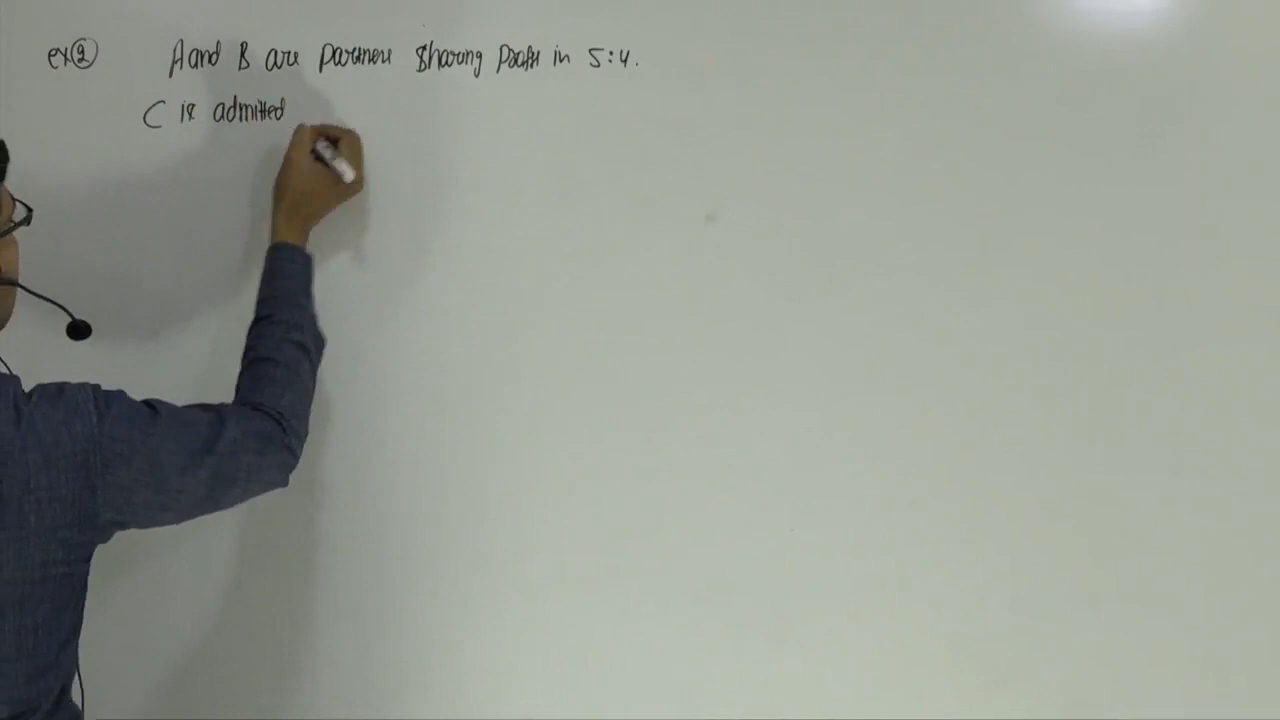 ex② A and B are partners sharing profit in 5:4.
C is admitted